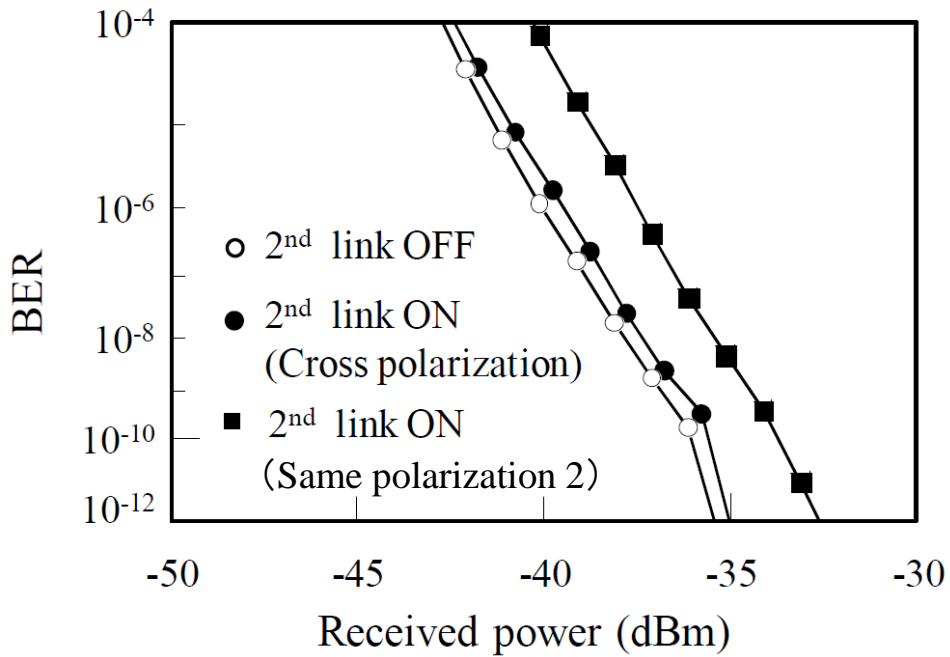 10-4
10-6
10-8
10-10
10-12
BER
2nd link OFF
2nd link ON
(Cross polarization)
2nd link ON
（Same polarization 2）
-50 -45 -40 -35 -30
Received power (dBm)